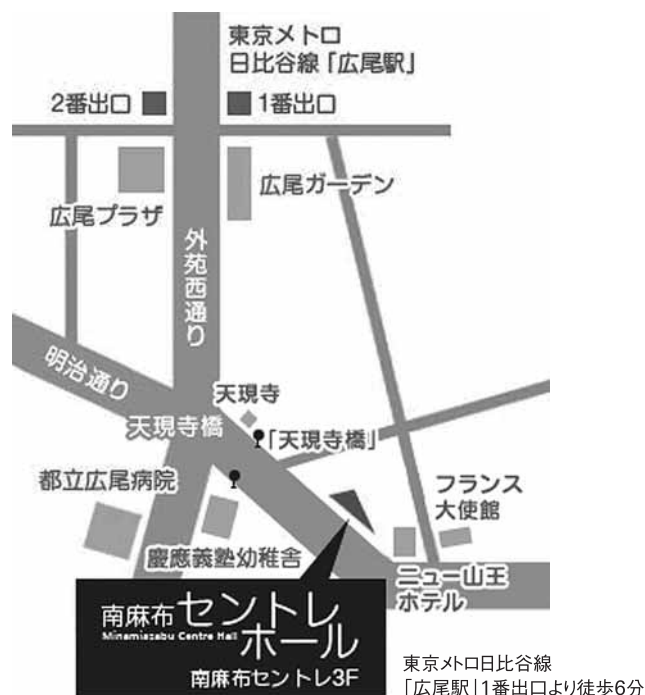 東京メトロ
日比谷線「広尾駅」
2番出口
1番出口
広尾プラザ
広尾ガーデン
外苑西通り
明治通り
天現寺
天現寺橋
「天現寺橋」
都立広尾病院
慶應義塾幼稚舎
フランス
大使館
ニュー山王
ホテル
南麻布セントレ
Minamiazabu Centre Hall
ホール
南麻布セントレ3F
東京メトロ日比谷線
「広尾駅」1番出口より徒歩6分